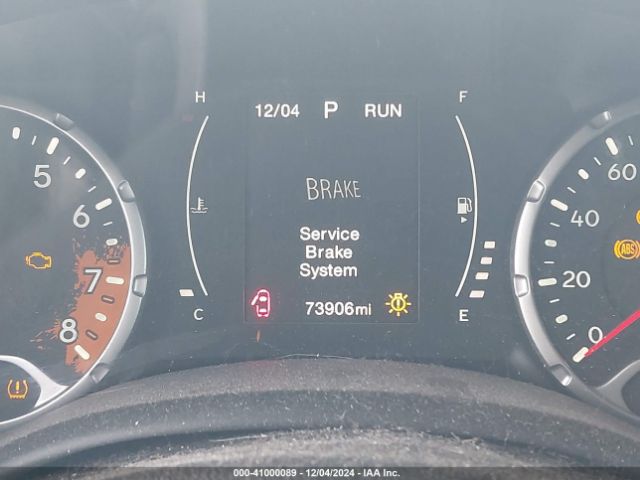 H
F
12/04 P RUN
5
6
7
8
60
40
20
0
BRAKE
Service
Brake
System
ABS
C
E
73906mi
000-41000089 - 12/04/2024 - IAA Inc.